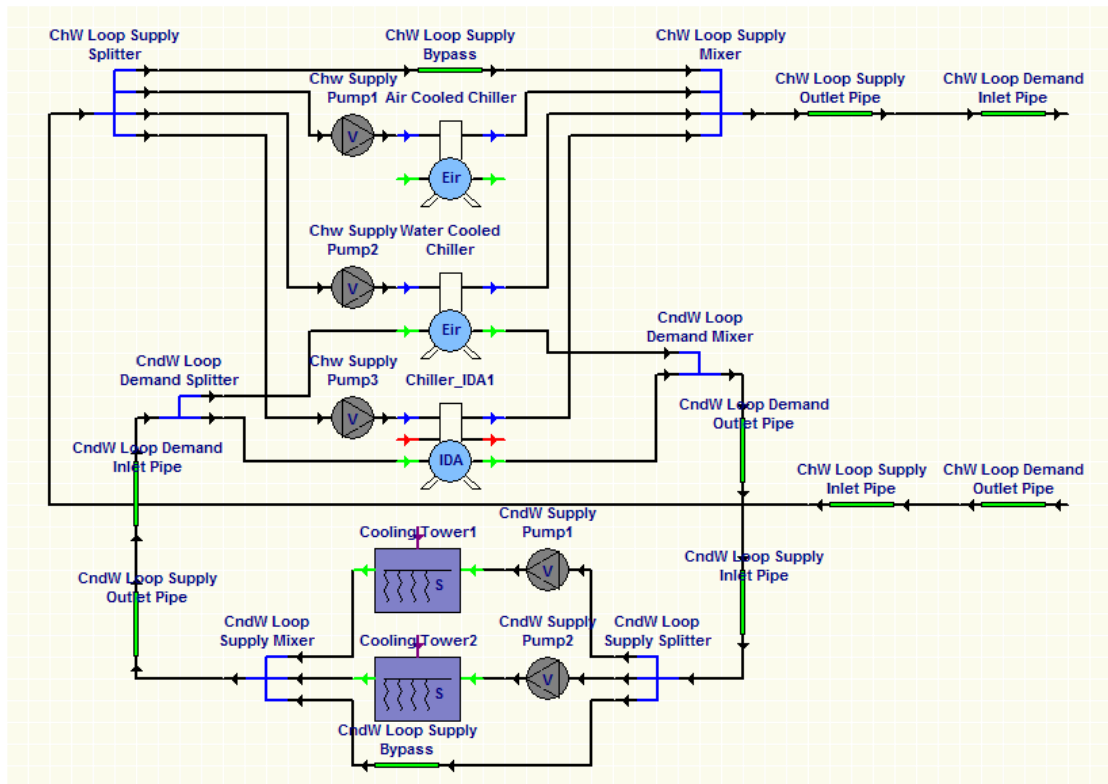 ChW Loop Supply
Splitter
ChW Loop Supply
Bypass
ChW Loop Supply
Mixer
Chw Supply
Pump1
Air Cooled Chiller
ChW Loop Supply
Outlet Pipe
ChW Loop Demand
Inlet Pipe
V
Eir
Chw Supply
Pump2
Water Cooled
Chiller
V
Eir
CndW Loop
Demand Mixer
CndW Loop
Demand Splitter
Chw Supply
Pump3
Chiller_IDA1
V
IDA
CndW Loop Demand
Outlet Pipe
CndW Loop Demand
Inlet Pipe
ChW Loop Supply
Inlet Pipe
ChW Loop Demand
Outlet Pipe
Cooling Tower1
CndW Supply
Pump1
S
V
CndW Loop Supply
Inlet Pipe
CndW Loop Supply
Outlet Pipe
CndW Loop
Supply Mixer
Cooling Tower2
CndW Supply
Pump2
CndW Loop
Supply Splitter
S
V
CndW Loop Supply
Bypass